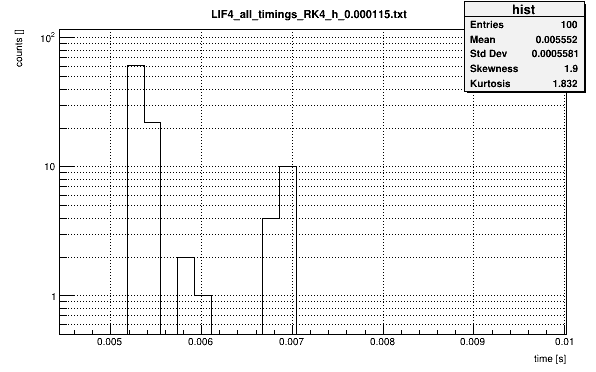 LIF4_all_timings_RK4_h_0.000115.txt
hist
Entries 100
Mean 0.005552
Std Dev 0.0005581
Skewness 1.9
Kurtosis 1.832
counts []
10²
10
1
0.005 0.006 0.007 0.008 0.009 0.01
time [s]